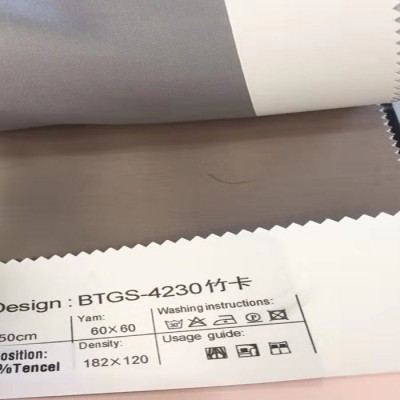 Design : BTGS-4230竹卡
50cm
Yarn:
60×60
Washing instructions:
position:
%Tencel
Density:
182×120
Usage guide: